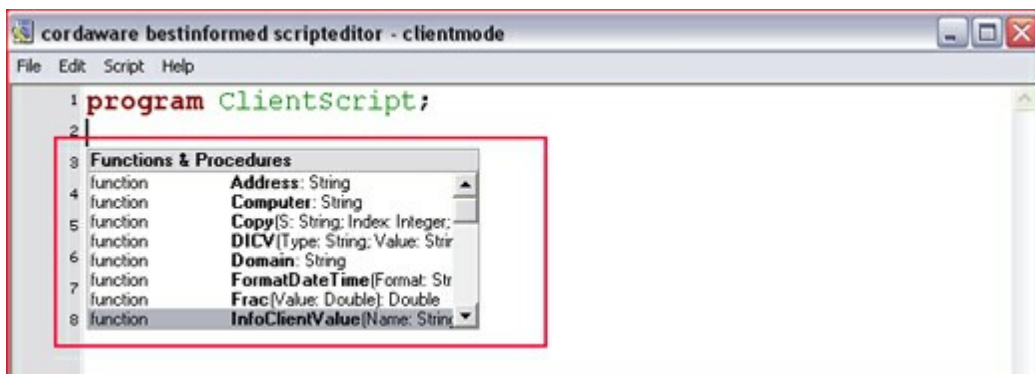 cordaware bestinformed scripteditor - clientmode
File Edit Script Help
1 program ClientScript;
2
3 Functions & Procedures
function Address: String
4 function Computer: String
5 function Copy(S: String; Index: Integer;
function DICV(Type: String; Value: Strin
6 function Domain: String
7 function FormatDateTime(Format: Str
function Frac(Value: Double): Double
8 function InfoClientValue(Name: String